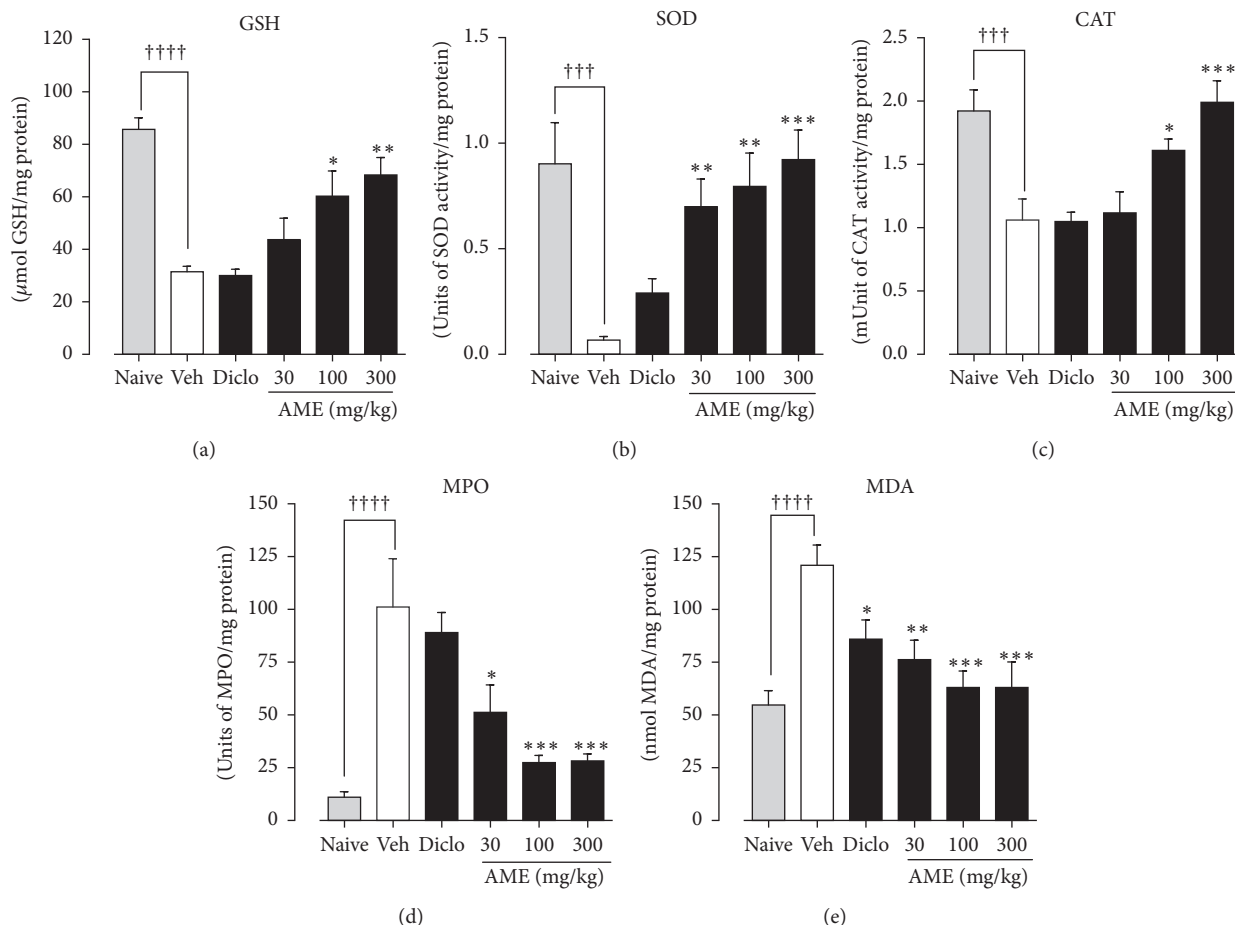 GSH
(µmol GSH/mg protein)
120
100
80
60
40
20
0
††††
*
**
Naive Veh Diclo 30 100 300
AME (mg/kg)
(a)
SOD
(Units of SOD activity/mg protein)
1.5
1.0
0.5
0.0
†††
**
**
***
Naive Veh Diclo 30 100 300
AME (mg/kg)
(b)
CAT
(mUnit of CAT activity/mg protein)
2.5
2.0
1.5
1.0
0.5
0.0
†††
*
***
Naive Veh Diclo 30 100 300
AME (mg/kg)
(c)
MPO
(Units of MPO/mg protein)
150
125
100
75
50
25
0
††††
*
***
***
Naive Veh Diclo 30 100 300
AME (mg/kg)
(d)
MDA
(nmol MDA/mg protein)
150
125
100
75
50
25
0
††††
*
**
***
***
Naive Veh Diclo 30 100 300
AME (mg/kg)
(e)